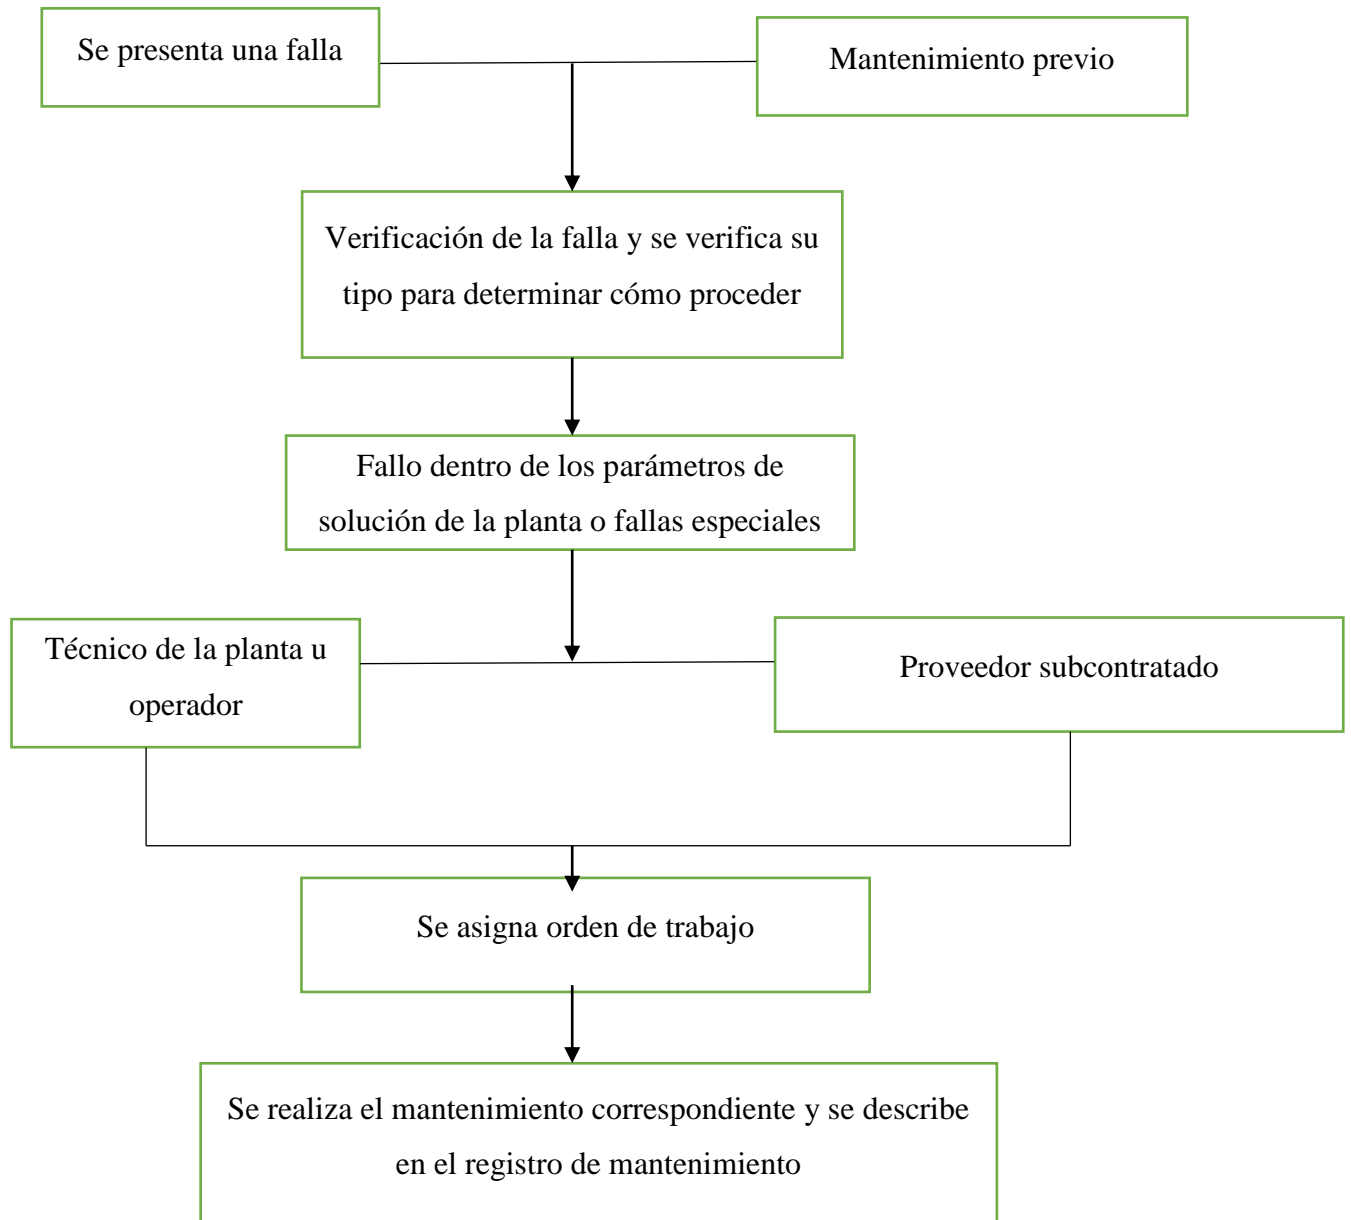 Se presenta una falla
Mantenimiento previo
Verificación de la falla y se verifica su
tipo para determinar cómo proceder
Fallo dentro de los parámetros de
solución de la planta o fallas especiales
Técnico de la planta u
operador
Proveedor subcontratado
Se asigna orden de trabajo
Se realiza el mantenimiento correspondiente y se describe
en el registro de mantenimiento